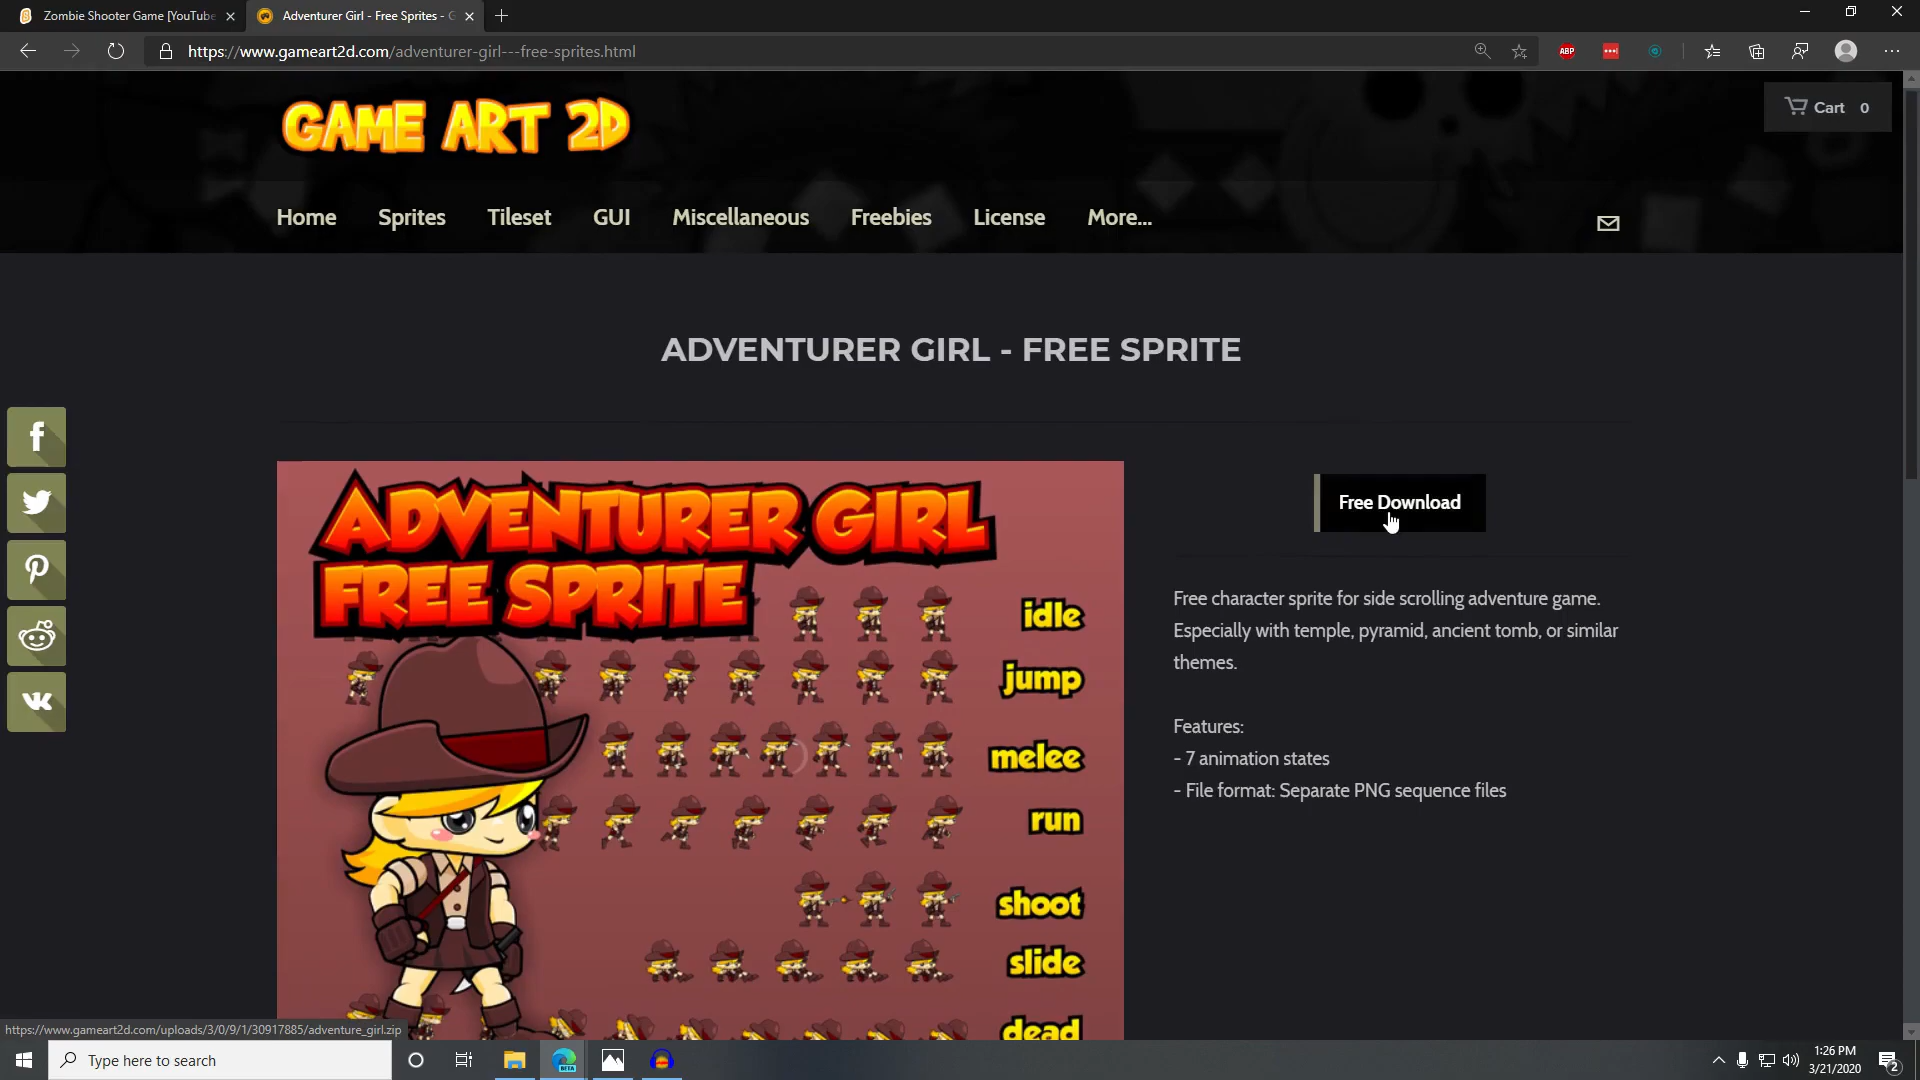 Zombie Shooter Game [YouTube
Adventurer Girl - Free Sprites - G
https://www.gameart2d.com/adventurer-girl---free-sprites.html
ABP
GAME ART 2D
Cart 0
Home Sprites Tileset GUI Miscellaneous Freebies License More...
ADVENTURER GIRL - FREE SPRITE
ADVENTURER GIRL
FREE SPRITE
idle
jump
melee
run
shoot
slide
dead
Free Download
Free character sprite for side scrolling adventure game.
Especially with temple, pyramid, ancient tomb, or similar
themes.
Features:
- 7 animation states
- File format: Separate PNG sequence files
https://www.gameart2d.com/uploads/3/0/9/1/30917885/adventure_girl.zip
Type here to search
BETA
1:26 PM
3/21/2020
2